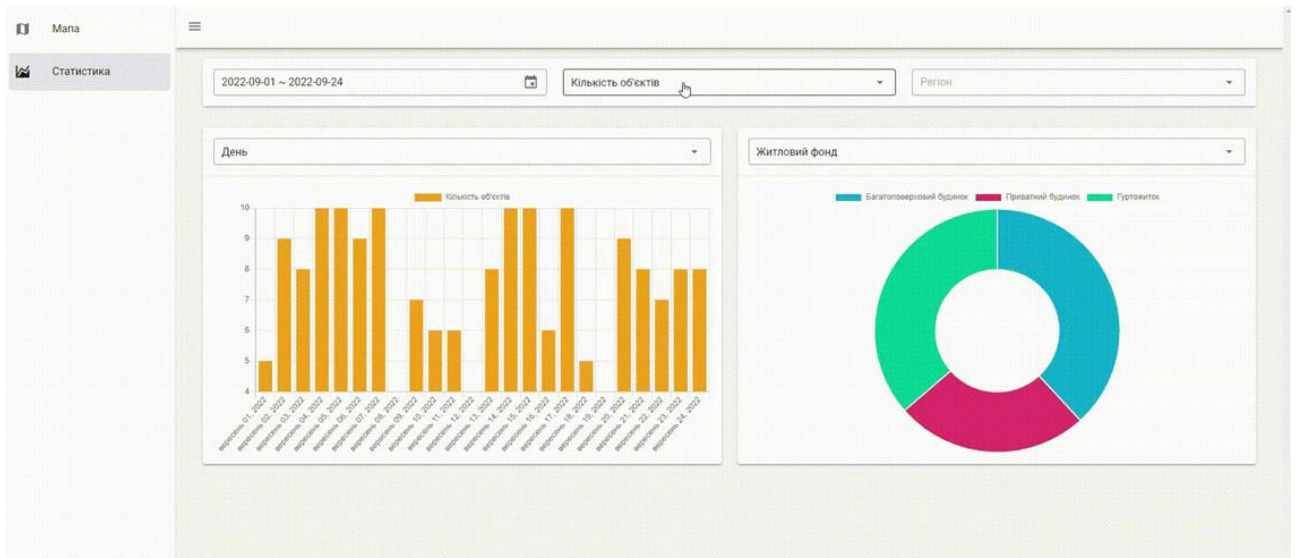 Мапа
Статистика
2022-09-01 ~ 2022-09-24
Кількість об'єктів
Регіон
День
Житловий фонд
Кількість об'єктів
Багатоповерховий будинок Приватний будинок Гуртожиток
10
9
8
7
6
5
4
вересень 01, 2022
вересень 02, 2022
вересень 03, 2022
вересень 04, 2022
вересень 05, 2022
вересень 06, 2022
вересень 07, 2022
вересень 08, 2022
вересень 09, 2022
вересень 10, 2022
вересень 11, 2022
вересень 12, 2022
вересень 13, 2022
вересень 14, 2022
вересень 15, 2022
вересень 16, 2022
вересень 17, 2022
вересень 18, 2022
вересень 19, 2022
вересень 20, 2022
вересень 21, 2022
вересень 22, 2022
вересень 23, 2022
вересень 24, 2022